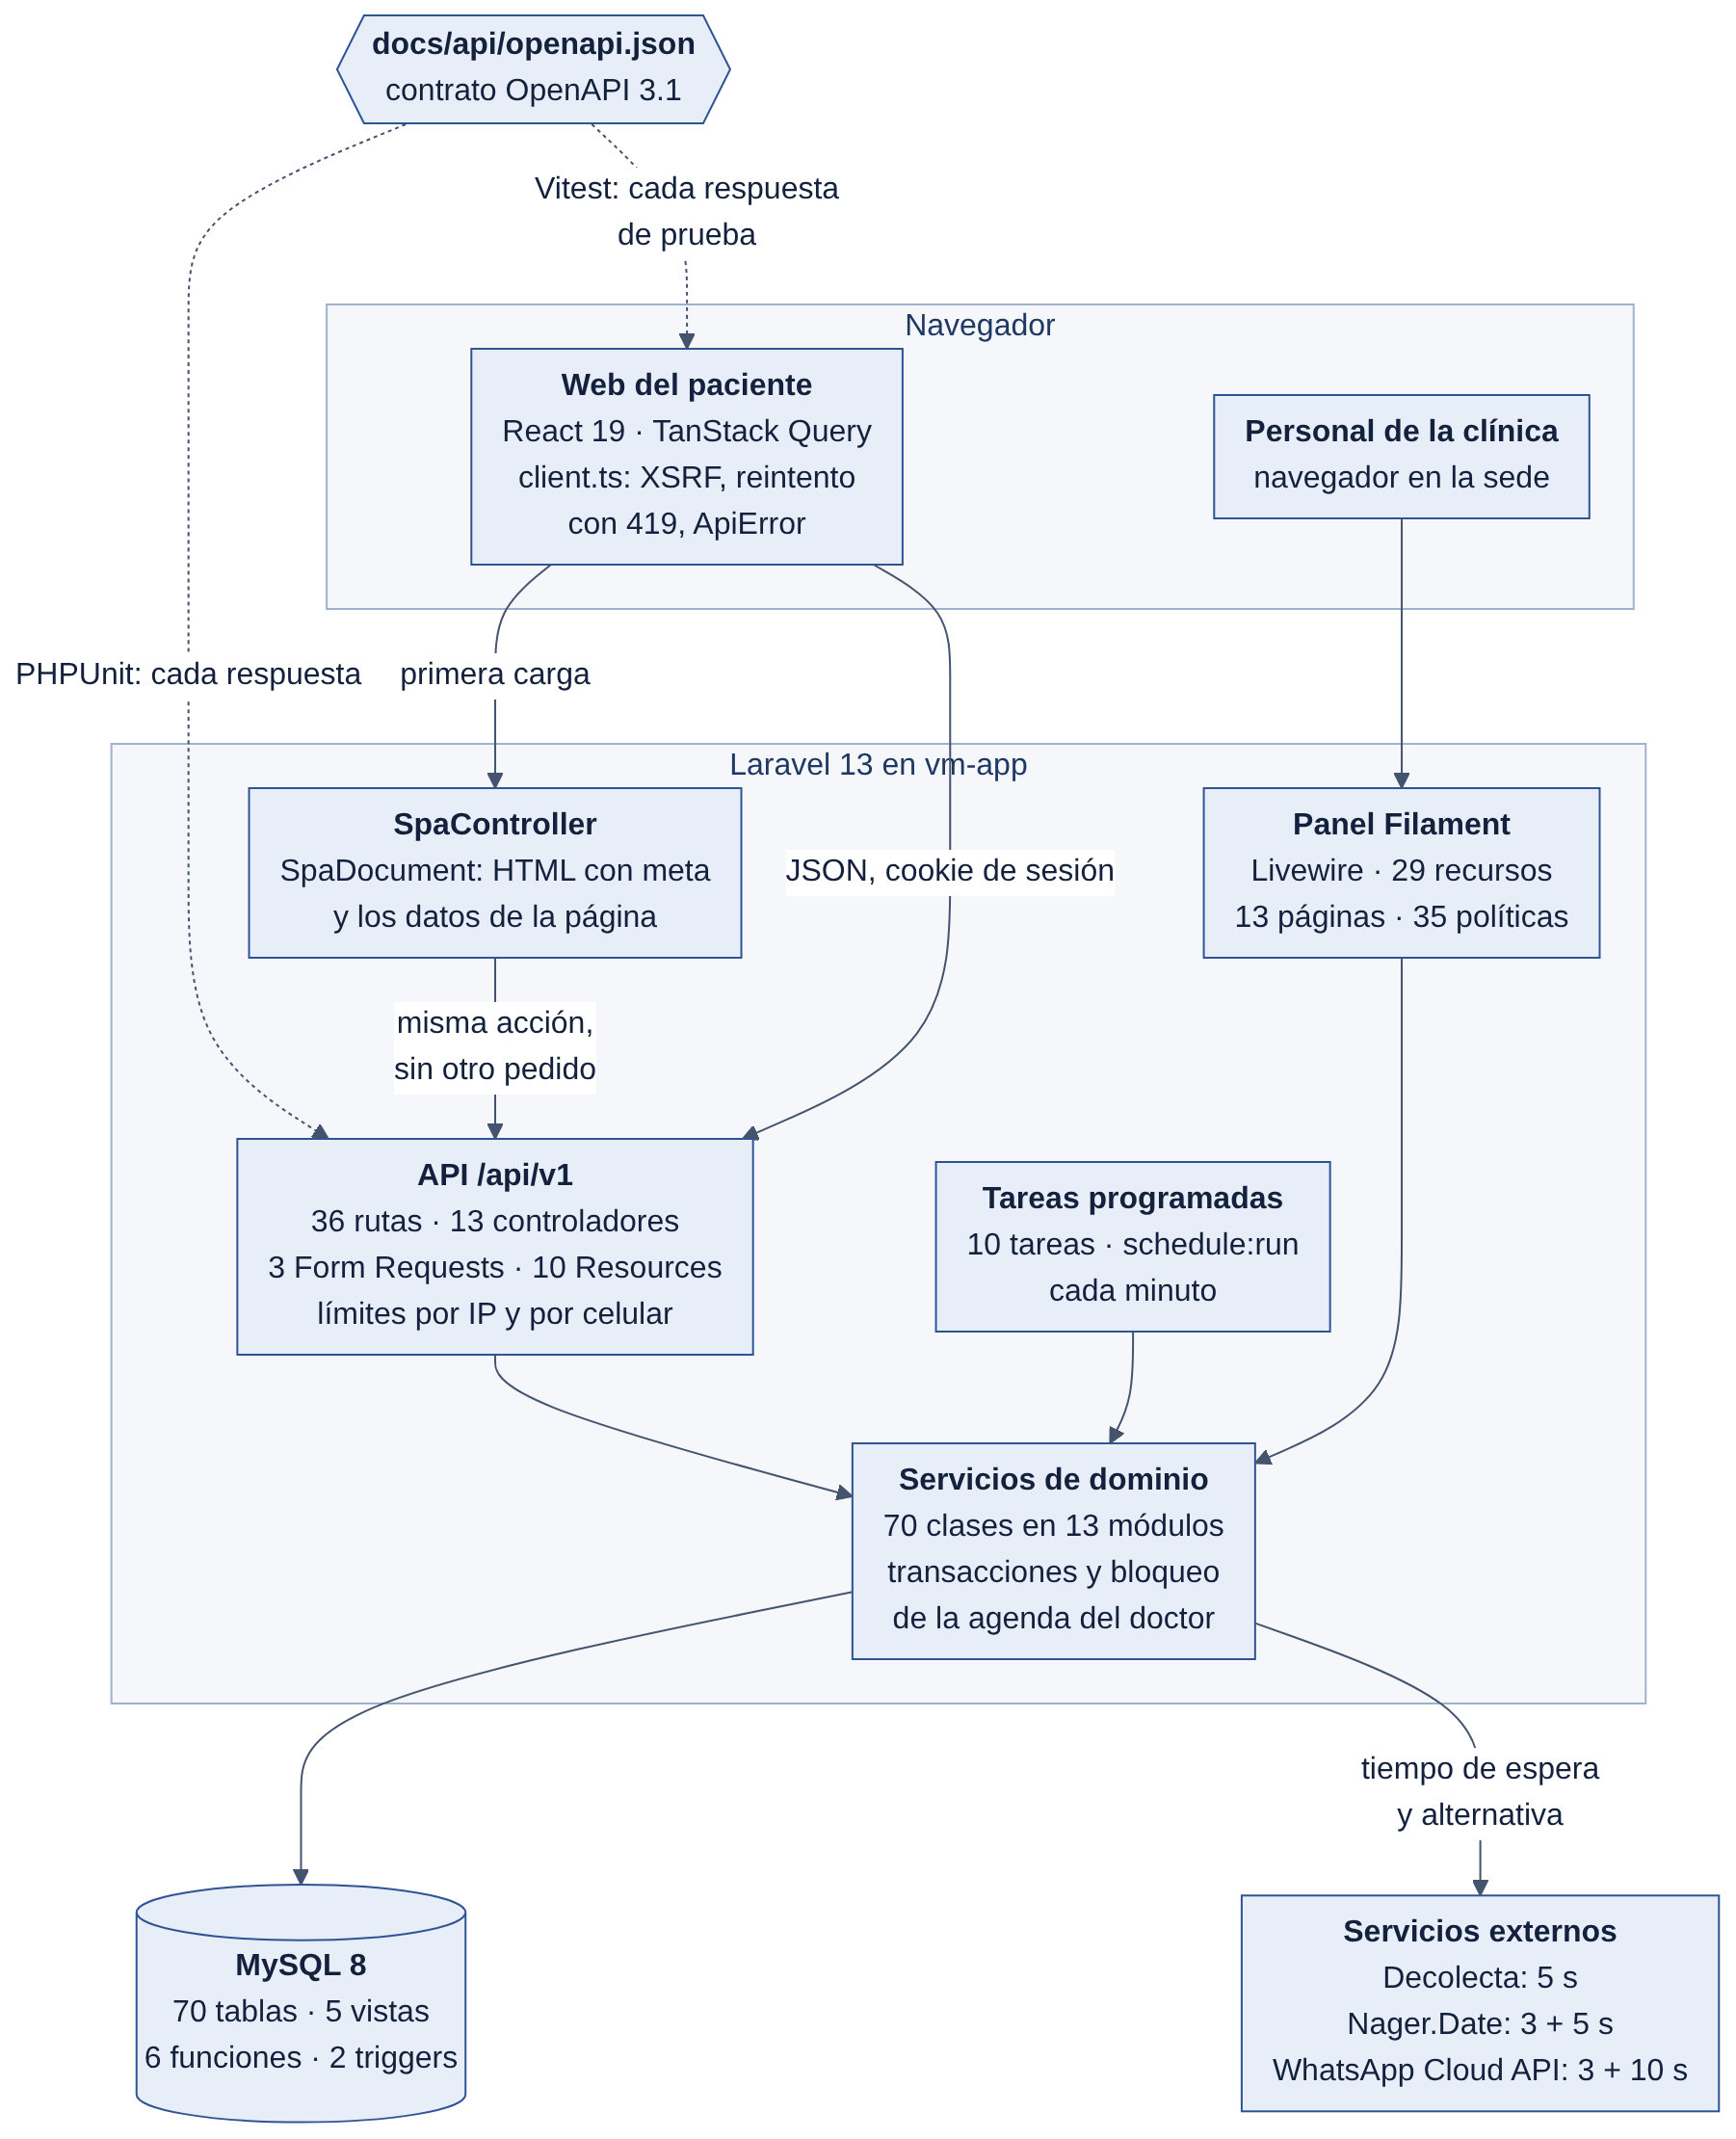 docs/api/openapi.json
contrato OpenAPI 3.1
Vitest: cada respuesta
de prueba
Navegador
Web del paciente
React 19 · TanStack Query
client.ts: XSRF, reintento
con 419, ApiError
Personal de la clínica
navegador en la sede
PHPUnit: cada respuesta
primera carga
Laravel 13 en vm-app
SpaController
SpaDocument: HTML con meta
y los datos de la página
JSON, cookie de sesión
Panel Filament
Livewire · 29 recursos
13 páginas · 35 políticas
misma acción,
sin otro pedido
API /api/v1
36 rutas · 13 controladores
3 Form Requests · 10 Resources
límites por IP y por celular
Tareas programadas
10 tareas · schedule:run
cada minuto
Servicios de dominio
70 clases en 13 módulos
transacciones y bloqueo
de la agenda del doctor
tiempo de espera
y alternativa
MySQL 8
70 tablas · 5 vistas
6 funciones · 2 triggers
Servicios externos
Decolecta: 5 s
Nager.Date: 3 + 5 s
WhatsApp Cloud API: 3 + 10 s